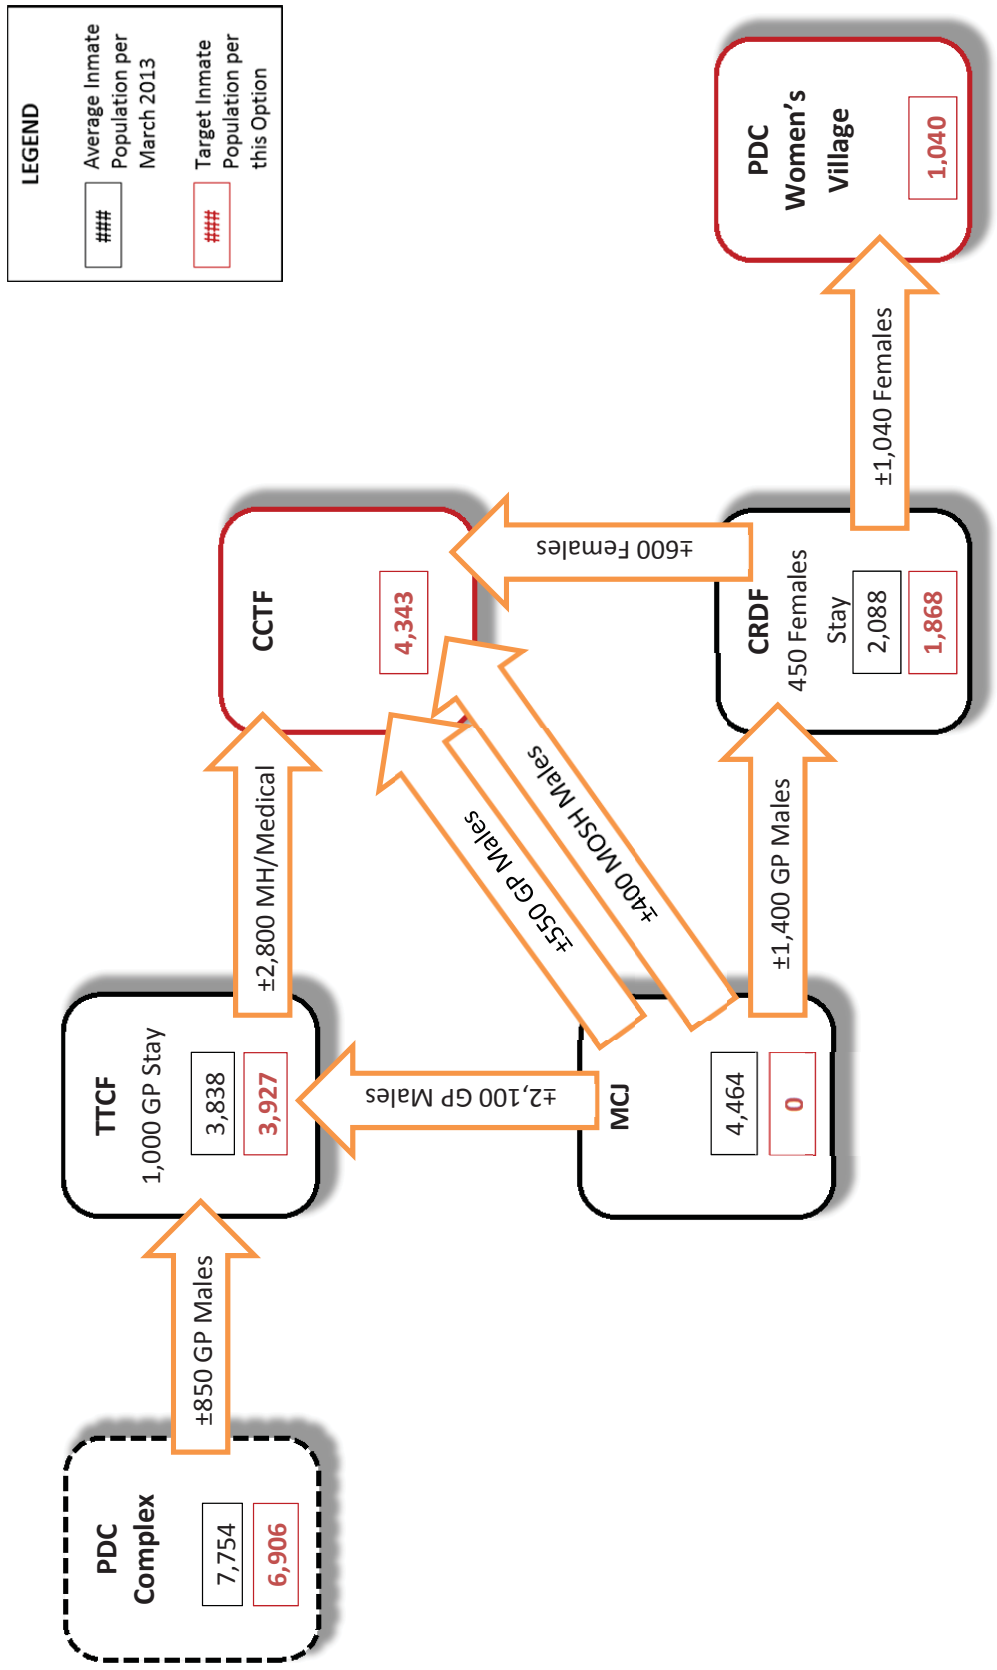 LEGEND
###
Average Inmate
Population per
March 2013
###
Target Inmate
Population per
this Option
PDC
Complex
7,754
6,906
±850 GP Males
TTCF
1,000 GP Stay
3,838
3,927
±2,800 MH/Medical
CCTF
4,343
±2,100 GP Males
±550 GP Males
±400 MOSH Males
±600 Females
MCJ
4,464
0
±1,400 GP Males
CRDF
450 Females
Stay
2,088
1,868
±1,040 Females
PDC
Women's
Village
1,040